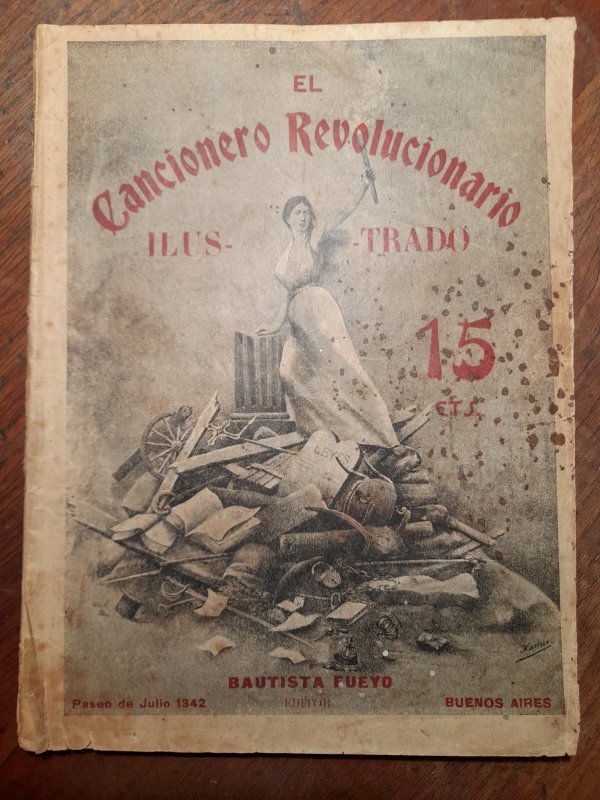 EL
Cancionero Revolucionario
ILUS- -TRADO
15
CTS.
LEYES
BAUTISTA FUEYO
Paseo de Julio 1342 EDITOR BUENOS AIRES